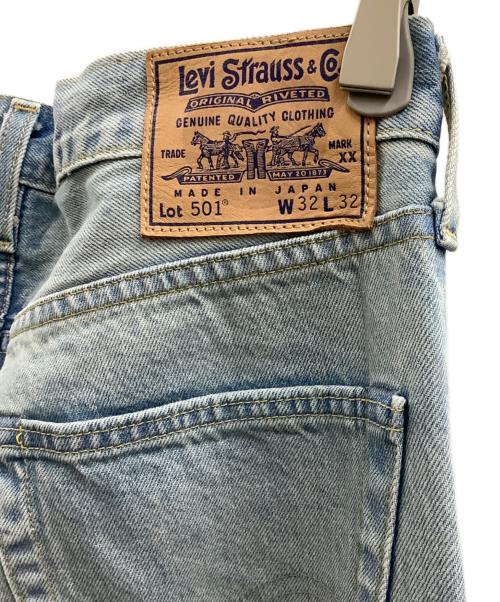 Levi Strauss & Co
ORIGINAL RIVETED
GENUINE QUALITY CLOTHING
TRADE MARK
XX
PATENTED MAY 20 1873
MADE IN JAPAN
Lot 501® W 32 L 32